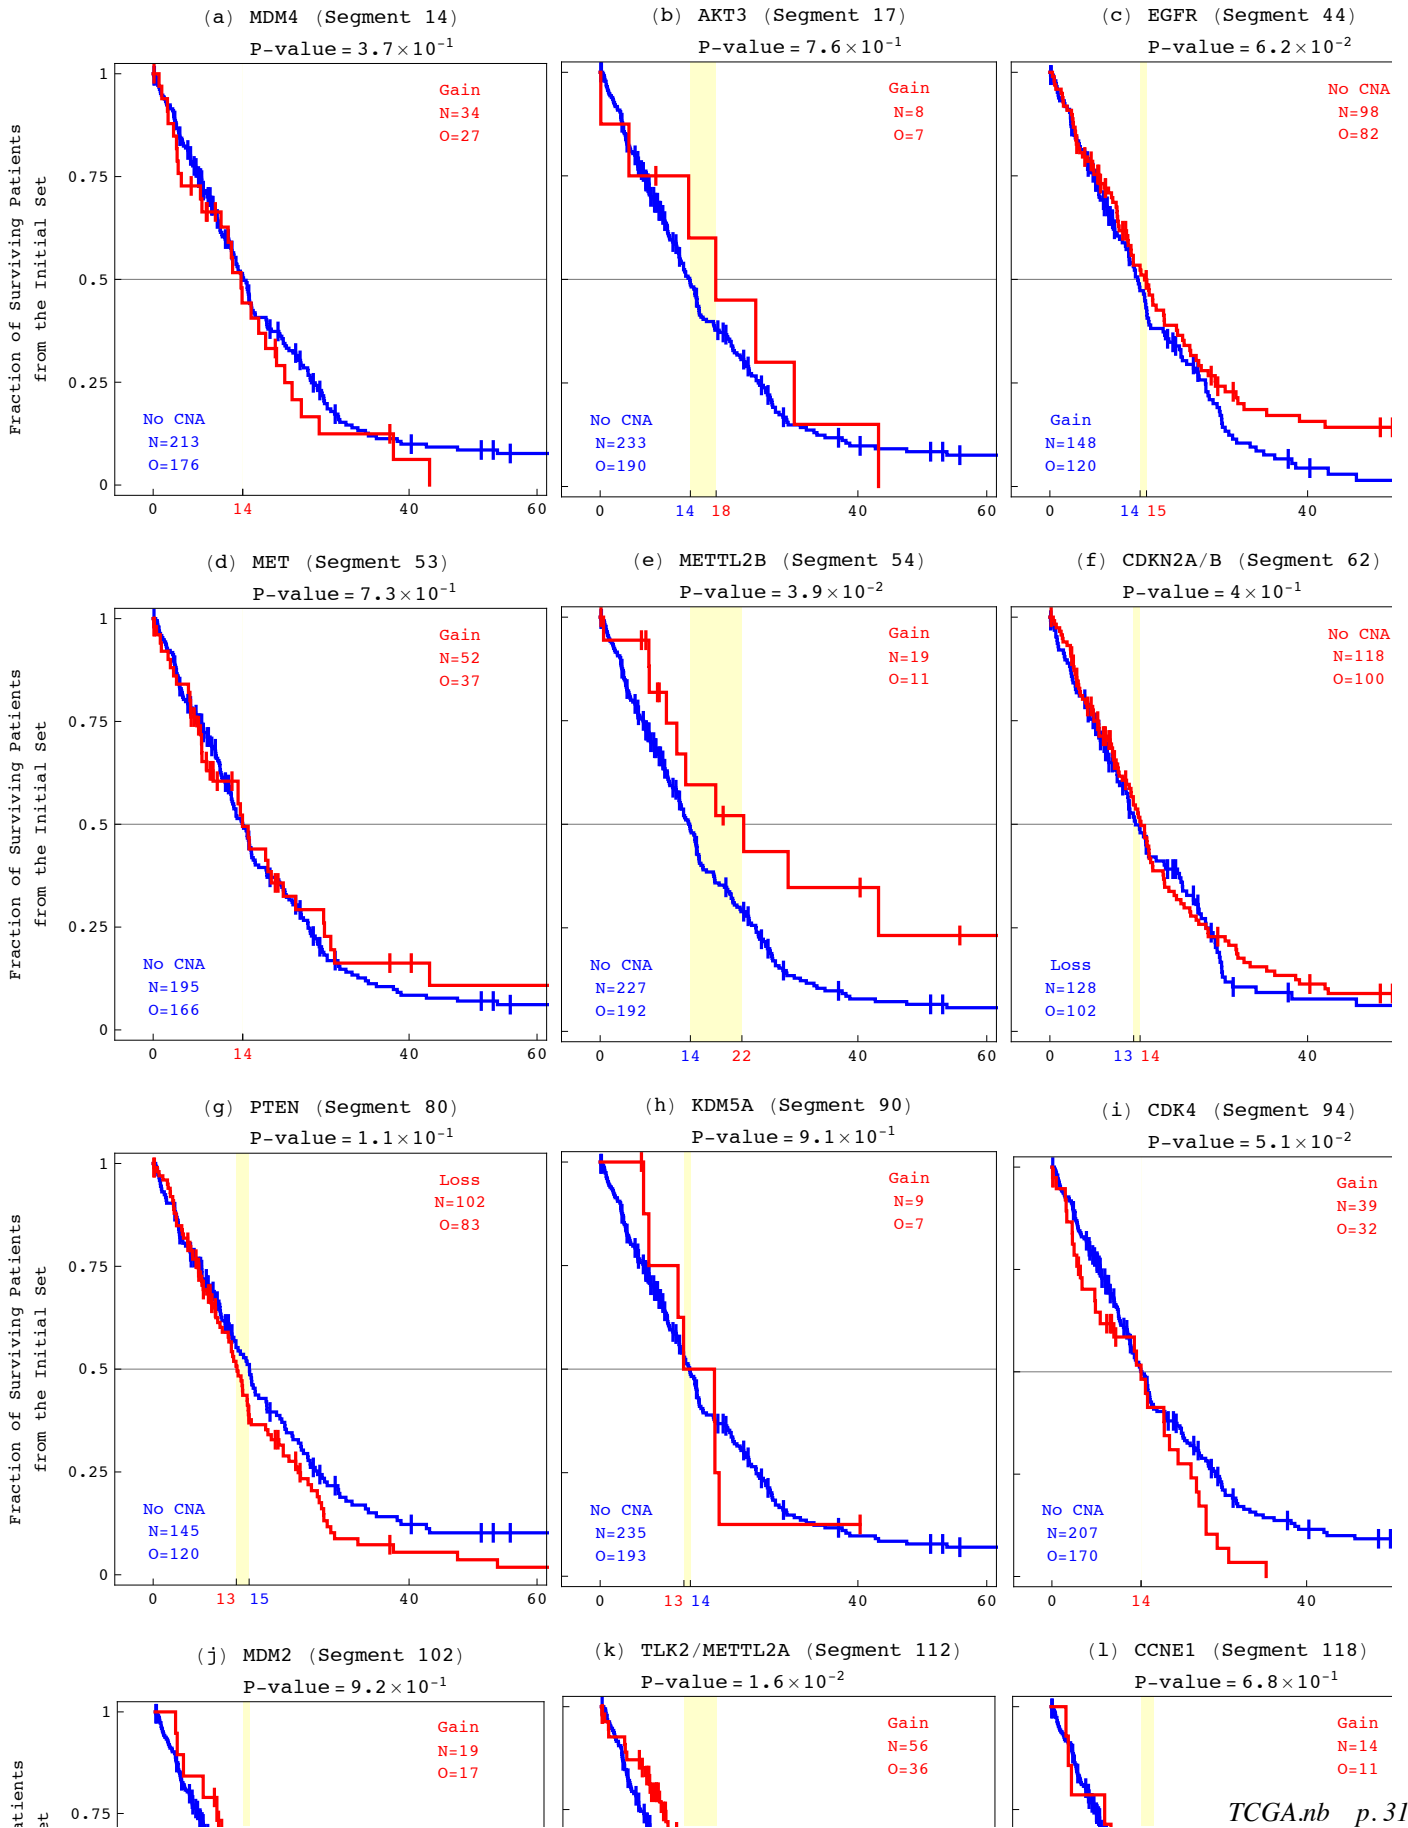 (a) MDM4 (Segment 14)
P-value = 3.7×10⁻¹
(b) AKT3 (Segment 17)
P-value = 7.6×10⁻¹
(c) EGFR (Segment 44)
P-value = 6.2×10⁻²
Fraction of Surviving Patients
from the Initial Set
1
0.75
0.5
0.25
0
Gain
N=34
O=27
No CNA
N=213
O=176
0 14 40 60
Gain
N=8
O=7
No CNA
N=233
O=190
0 14 18 40 60
No CNA
N=98
O=82
Gain
N=148
O=120
0 14 15 40
(d) MET (Segment 53)
P-value = 7.3×10⁻¹
(e) METTL2B (Segment 54)
P-value = 3.9×10⁻²
(f) CDKN2A/B (Segment 62)
P-value = 4×10⁻¹
Fraction of Surviving Patients
from the Initial Set
1
0.75
0.5
0.25
0
Gain
N=52
O=37
No CNA
N=195
O=166
0 14 40 60
Gain
N=19
O=11
No CNA
N=227
O=192
0 14 22 40 60
No CNA
N=118
O=100
Loss
N=128
O=102
0 13 14 40
(g) PTEN (Segment 80)
P-value = 1.1×10⁻¹
(h) KDM5A (Segment 90)
P-value = 9.1×10⁻¹
(i) CDK4 (Segment 94)
P-value = 5.1×10⁻²
Fraction of Surviving Patients
from the Initial Set
1
0.75
0.5
0.25
0
Loss
N=102
O=83
No CNA
N=145
O=120
0 13 15 40 60
Gain
N=9
O=7
No CNA
N=235
O=193
0 13 14 40 60
Gain
N=39
O=32
No CNA
N=207
O=170
0 14 40
(j) MDM2 (Segment 102)
P-value = 9.2×10⁻¹
(k) TLK2/METTL2A (Segment 112)
P-value = 1.6×10⁻²
(l) CCNE1 (Segment 118)
P-value = 6.8×10⁻¹
1
0.75
Gain
N=19
O=17
Gain
N=56
O=36
Gain
N=14
O=11
TCGA.nb p. 31